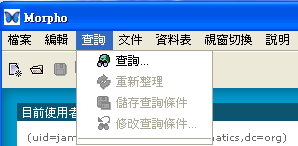 Morpho
檔案 編輯 查詢 文件 資料表 視窗切換 說明
查詢...
重新整理
儲存查詢條件
修改查詢條件...
目前使用者
(uid=jam
matics,dc=org)